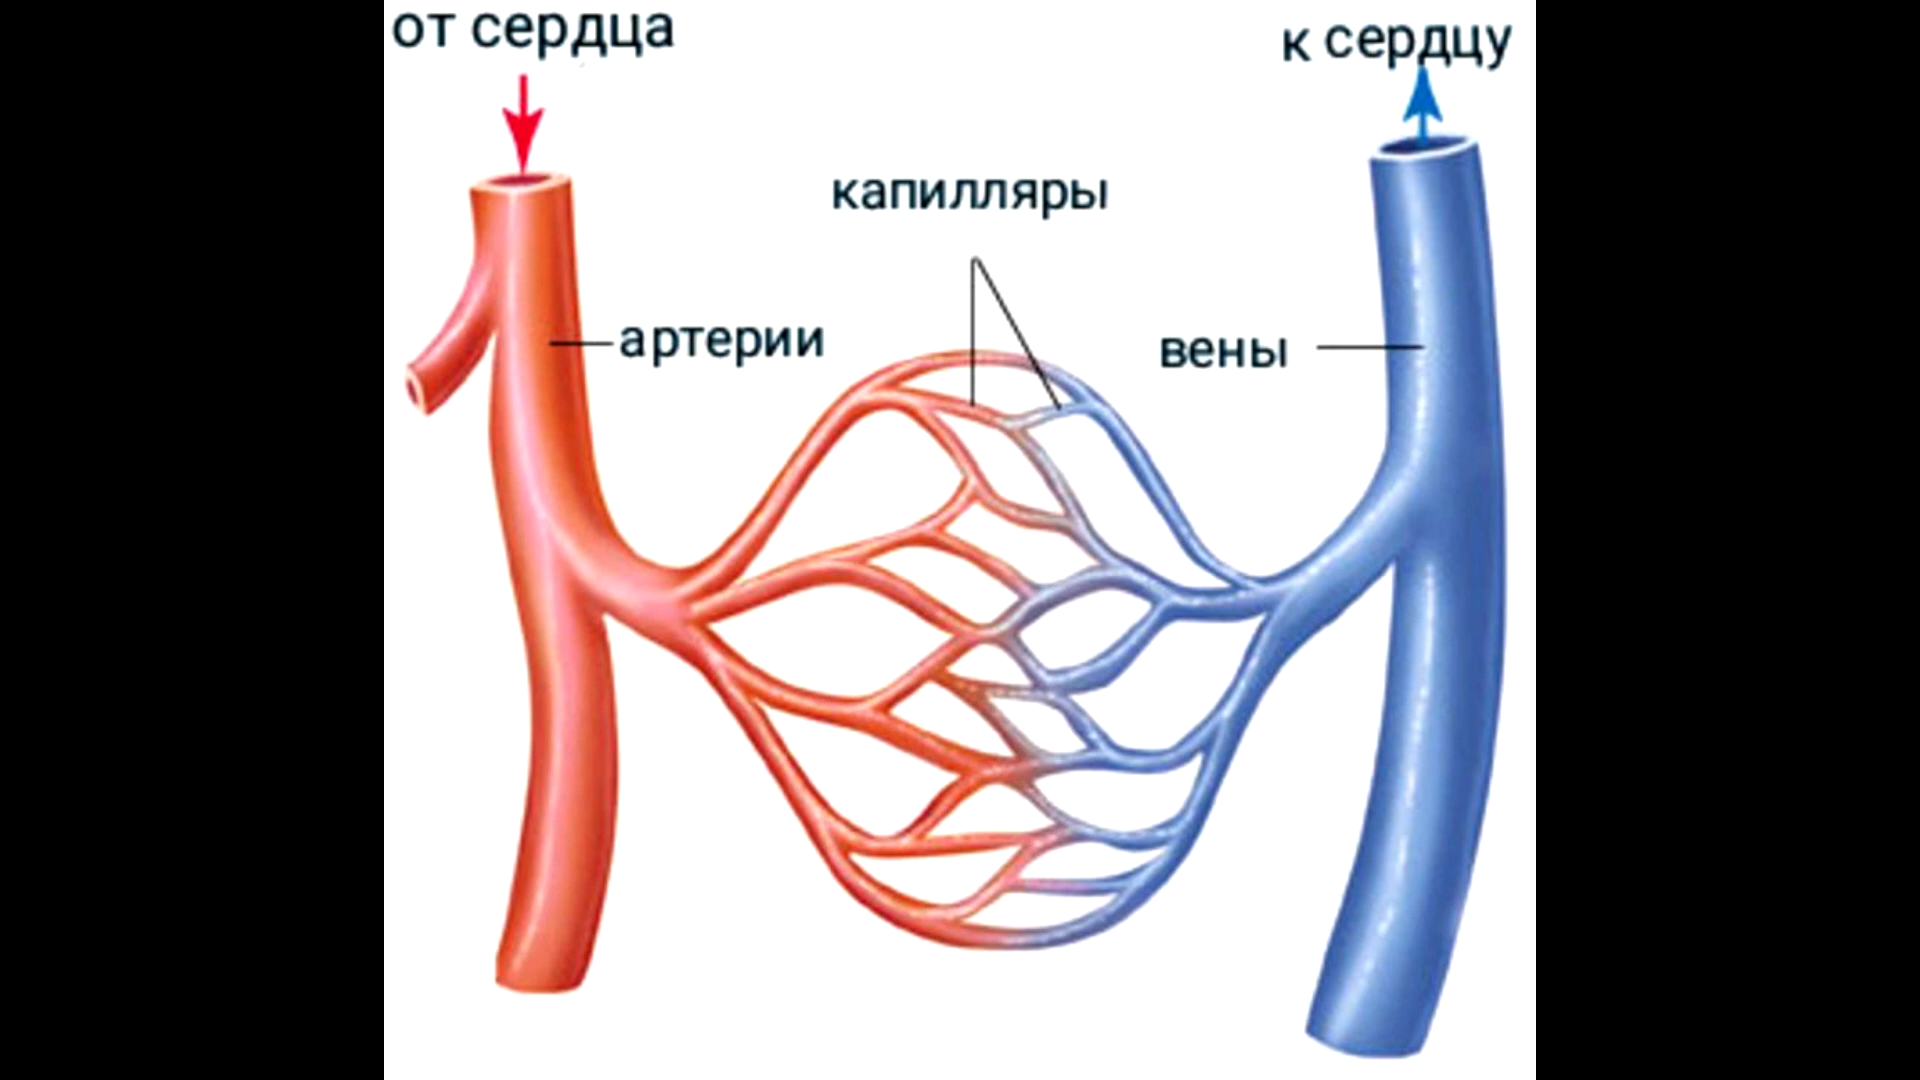 от сердца
к сердцу
капилляры
артерии
вены